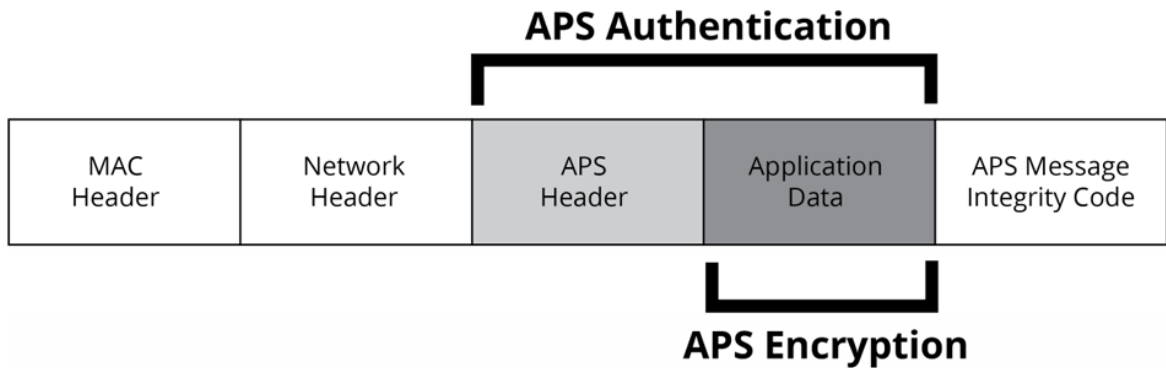 APS Authentication
MAC
Header
Network
Header
APS
Header
Application
Data
APS Message
Integrity Code
APS Encryption